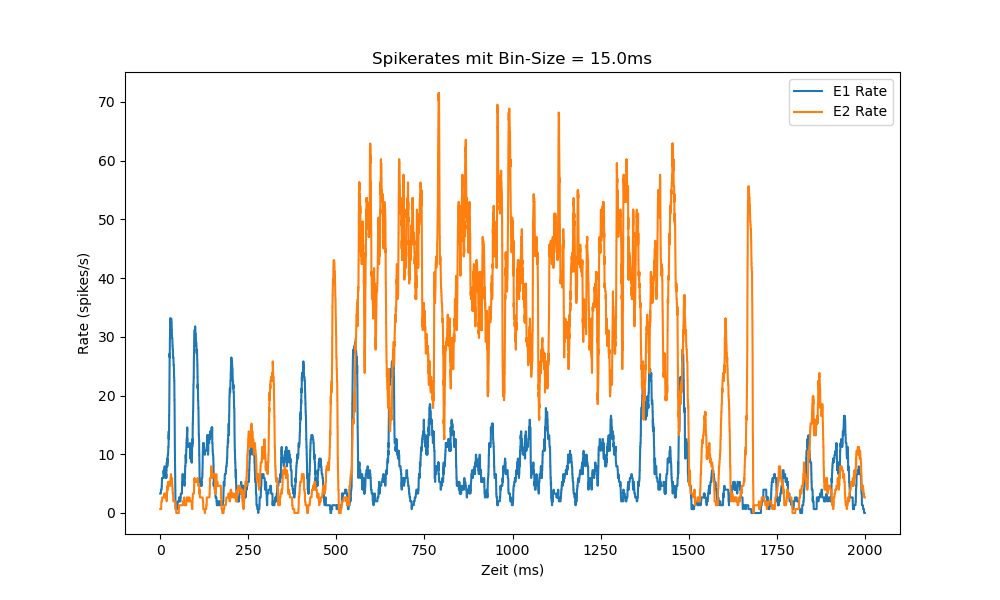 Spikerates mit Bin-Size = 15.0ms
E1 Rate
E2 Rate
70
60
50
40
30
20
10
0
Rate (spikes/s)
0 250 500 750 1000 1250 1500 1750 2000
Zeit (ms)